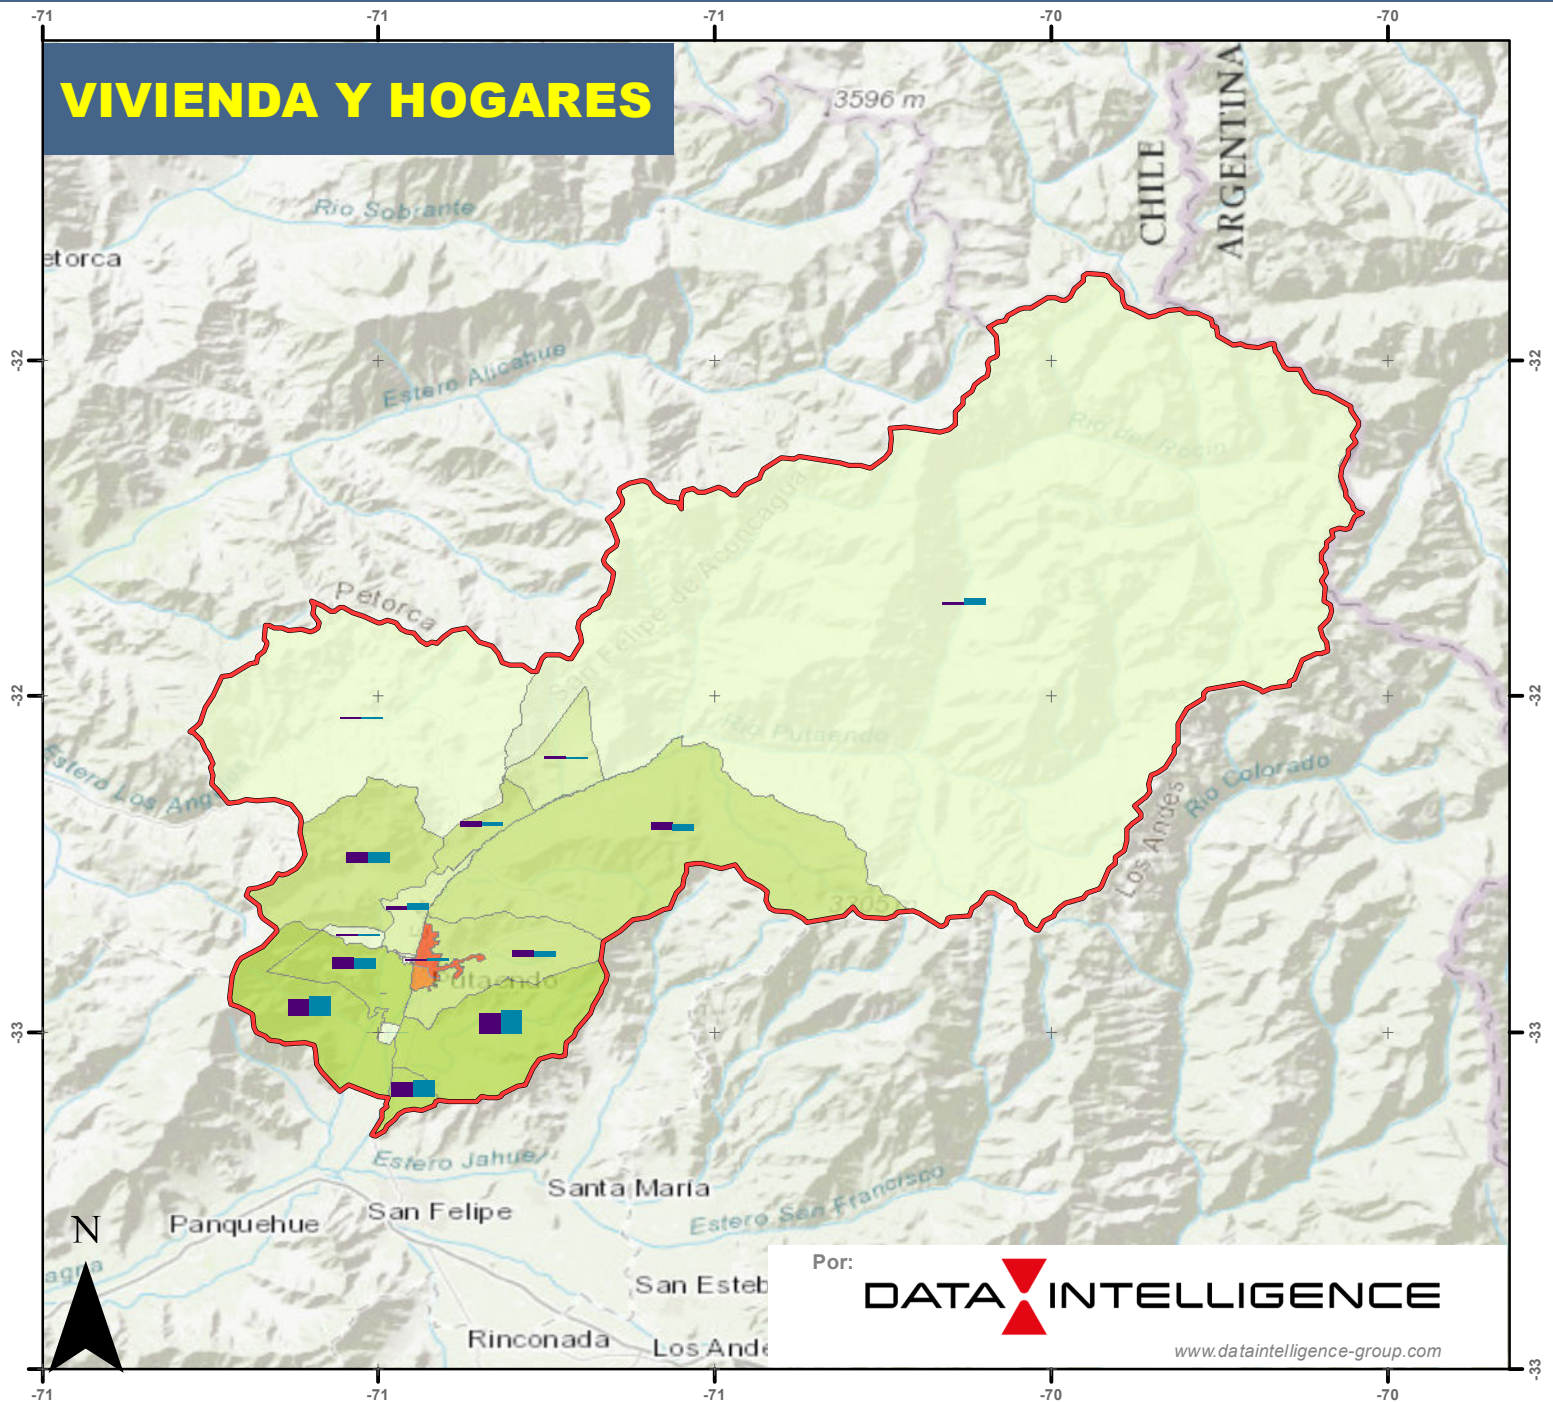 -71
-71
-71
-70
-70
VIVIENDA Y HOGARES
3596 m
CHILE
ARGENTINA
Rio Sobrante
etorca
32
32
Estero Alicahue
Rio del Rocin
San Felipe de Aconcagua
Petorca
32
32
Rio Putaendo
Rio Colorado
Estero Los Ang
Los Andes
Putaendo
33
33
Estero Jahuel
Santa María
Estero San Francisco
San Felipe
Panquehue
N
agna
San Esteb
Rinconada
Los Ande
Por:
DATA INTELLIGENCE
www.dataintelligence-group.com
33
-71
-71
-71
-70
-70